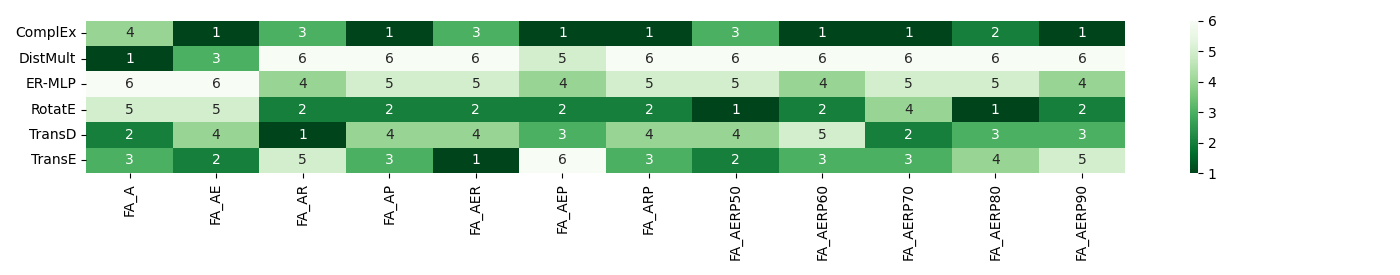 ComplEx 4 1 3 1 3 1 1 3 1 1 2 1
DistMult 1 3 6 6 6 5 6 6 6 6 6 6
ER-MLP 6 6 4 5 5 4 5 5 4 5 5 4
RotatE 5 5 2 2 2 2 2 1 2 4 1 2
TransD 2 4 1 4 4 3 4 4 5 2 3 3
TransE 3 2 5 3 1 6 3 2 3 3 4 5
FA_A
FA_AE
FA_AR
FA_AP
FA_AER
FA_AEP
FA_ARP
FA_AERP50
FA_AERP60
FA_AERP70
FA_AERP80
FA_AERP90
6
5
4
3
2
1